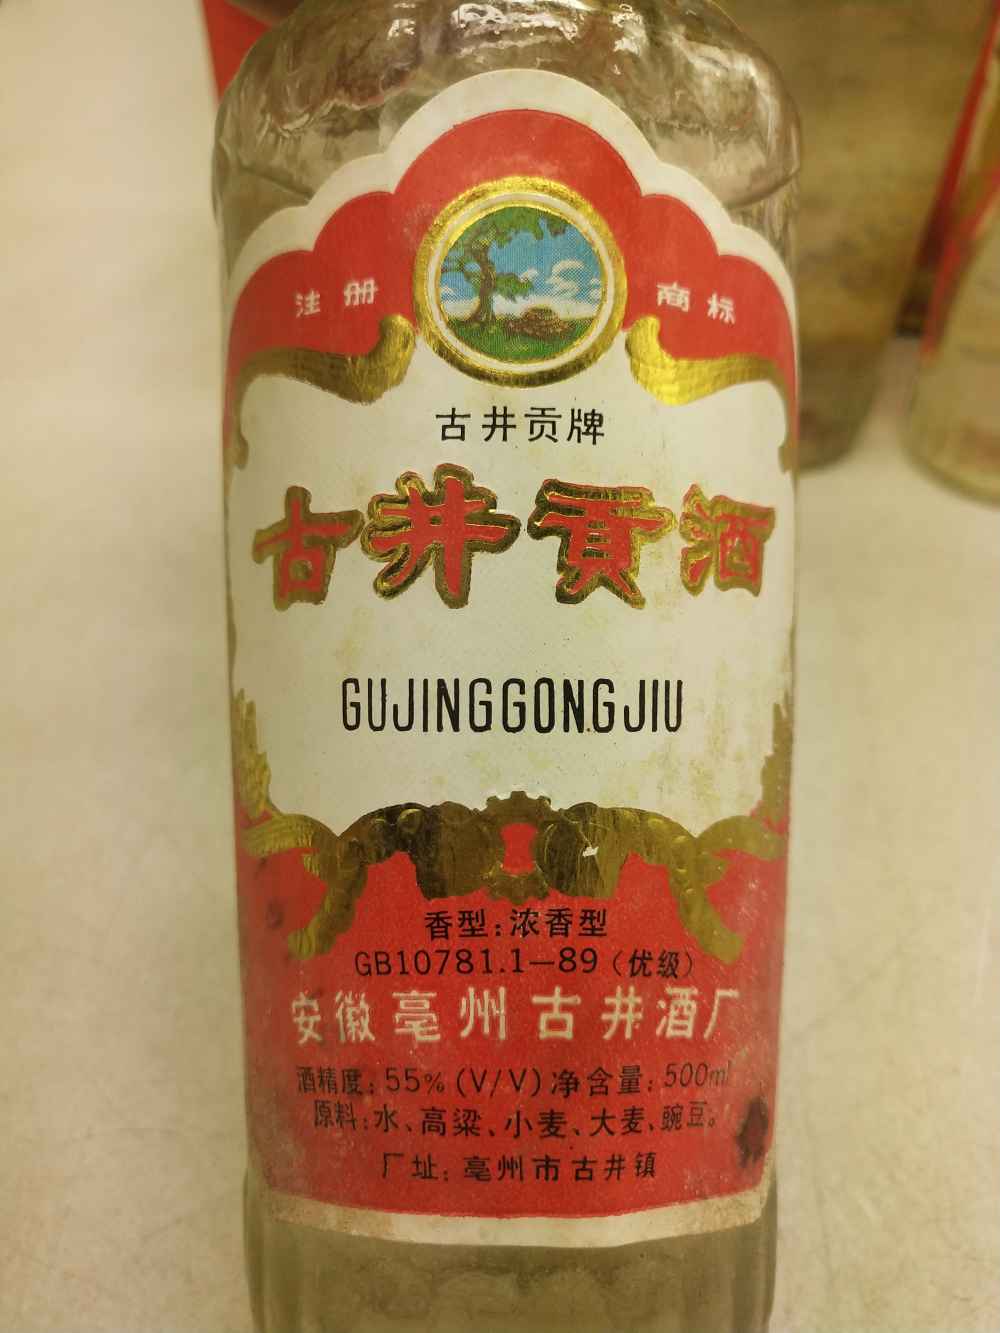 注册 商标
古井贡牌
古井贡酒
GUJINGGONGJIU
香型:浓香型
GB10781.1—89(优级)
安徽亳州古井酒厂
酒精度:55%(V/V)净含量:500ml
原料:水、高粱、小麦、大麦、豌豆。
厂址:亳州市古井镇